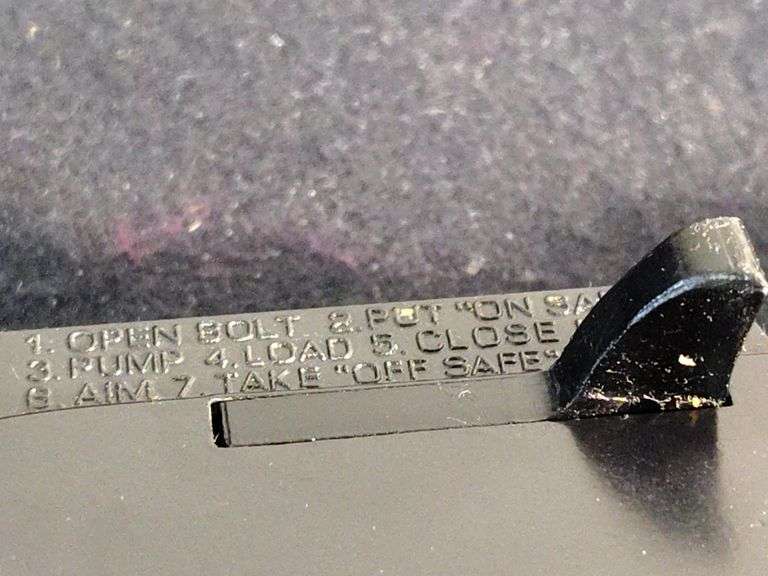 1. OPEN BOLT 2. PUT "ON
3. PUMP 4. LOAD 5. CLOSE
6. AIM. 7. TAKE "OFF SAFE"